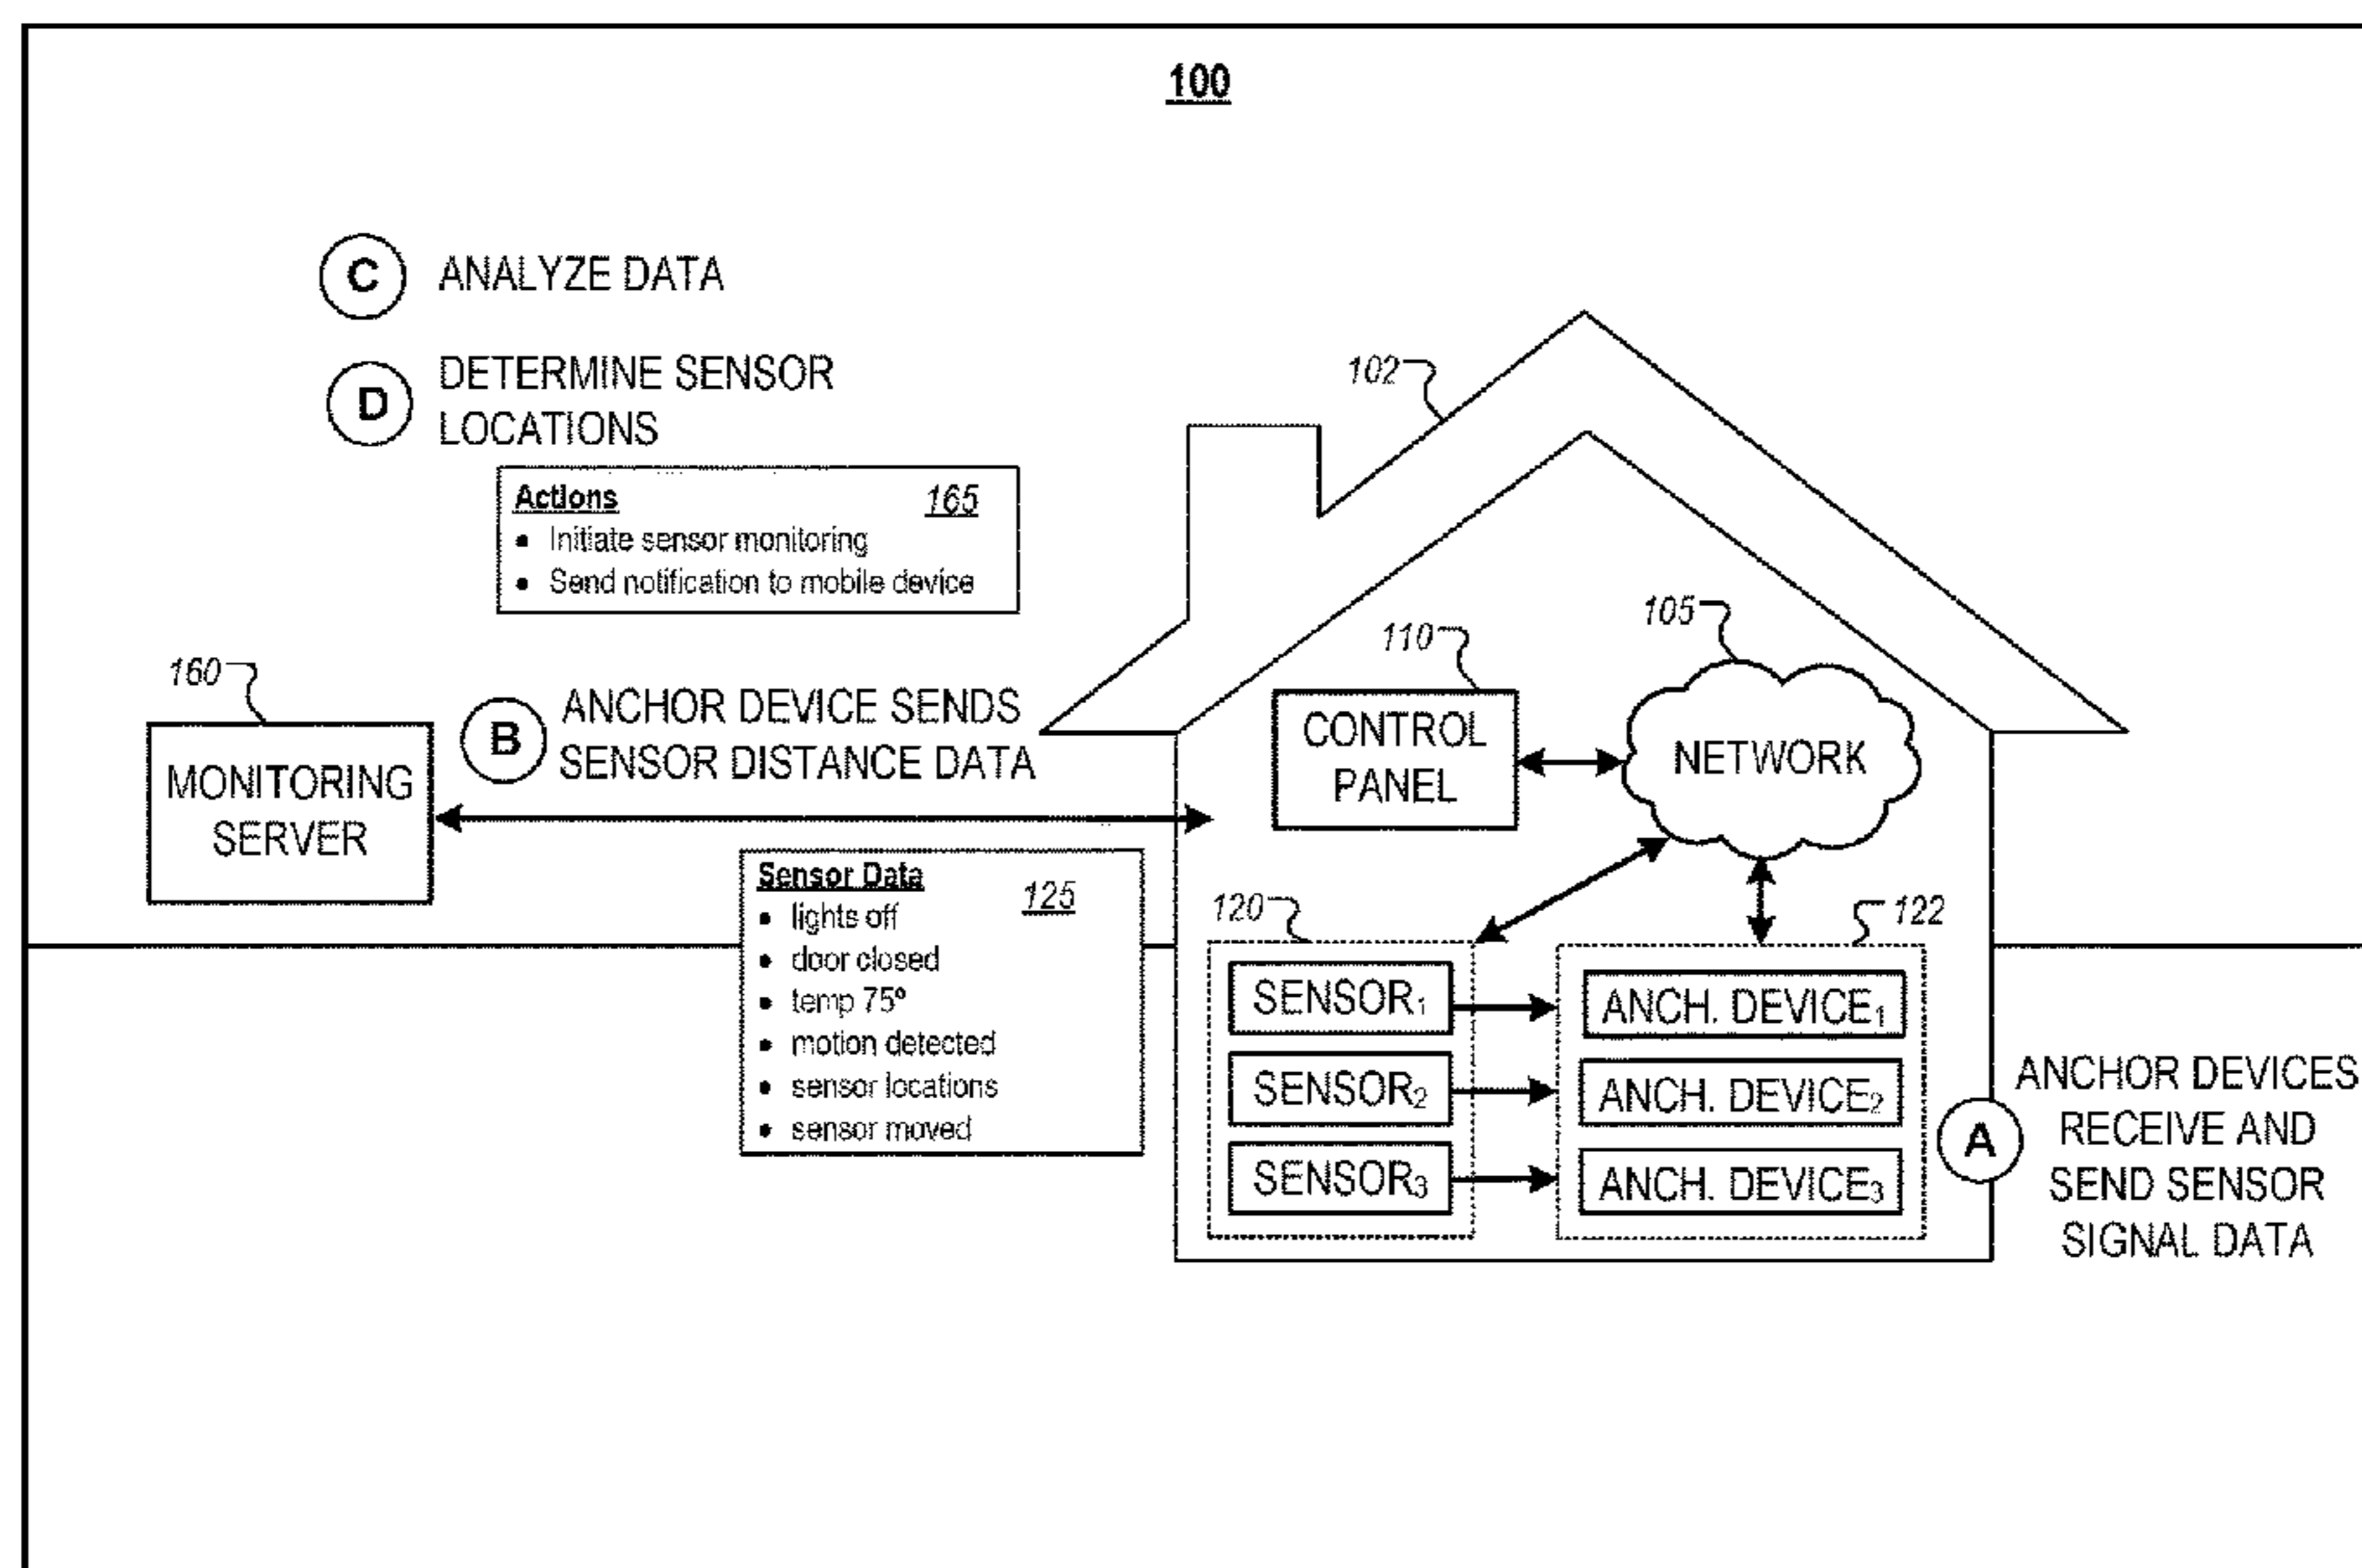 100
C ANALYZE DATA
D DETERMINE SENSOR
LOCATIONS
Actions 165
• Initiate sensor monitoring
• Send notification to mobile device
102
105
110
160
MONITORING
SERVER
B ANCHOR DEVICE SENDS
SENSOR DISTANCE DATA
CONTROL
PANEL
NETWORK
Sensor Data 125
• lights off
• door closed
• temp 75º
• motion detected
• sensor locations
• sensor moved
120
122
SENSOR1
SENSOR2
SENSOR3
ANCH. DEVICE1
ANCH. DEVICE2
ANCH. DEVICE3
A ANCHOR DEVICES
RECEIVE AND
SEND SENSOR
SIGNAL DATA